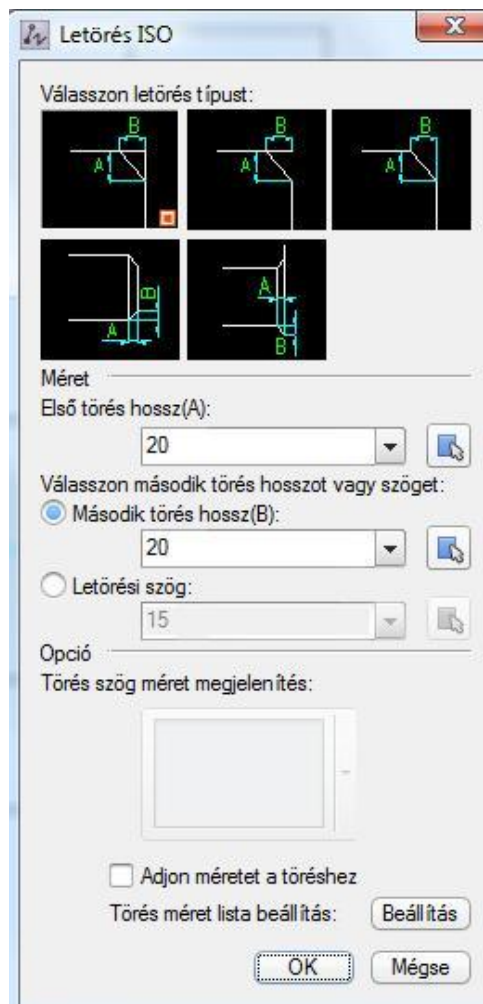 Letörés ISO
Válasszon letörés típust:
B
A
B
A
B
A
A
B
A
B
Méret
Első törés hossz(A):
20
Válasszon második törés hosszot vagy szöget:
Második törés hossz(B):
20
Letörési szög:
15
Opció
Törés szög méret megjelenítés:
Adjon méretet a töréshez
Törés méret lista beállítás:
Beállítás
OK
Mégse